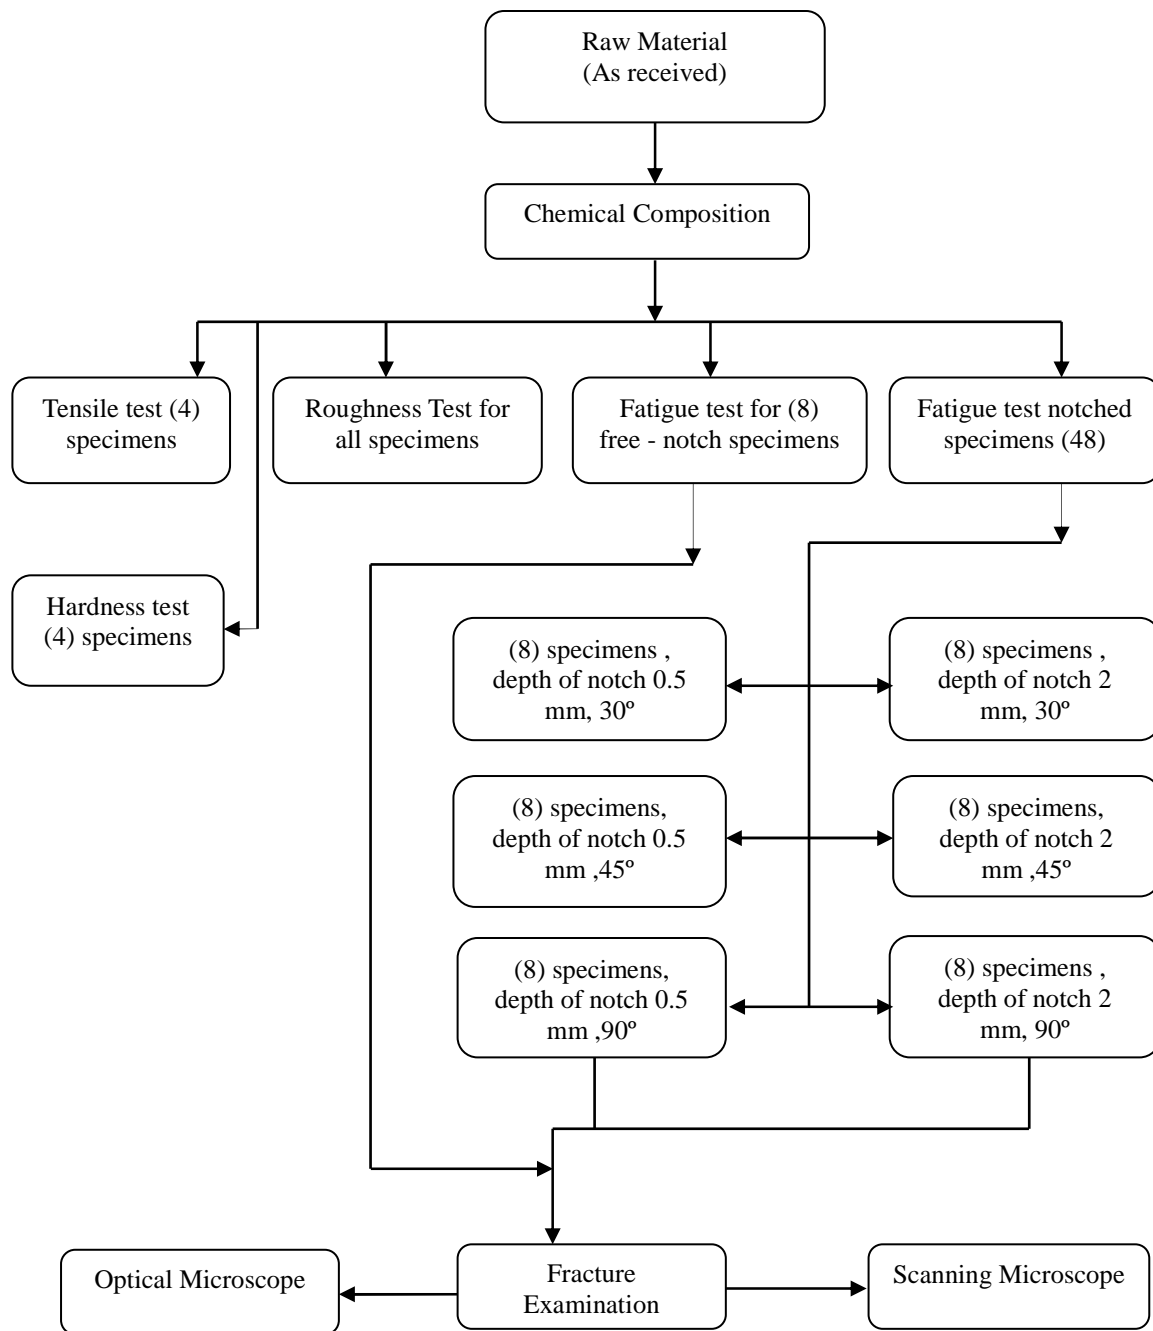 Raw Material
(As received)
Chemical Composition
Tensile test (4)
specimens
Roughness Test for
all specimens
Fatigue test for (8)
free - notch specimens
Fatigue test notched
specimens (48)
Hardness test
(4) specimens
(8) specimens ,
depth of notch 0.5
mm, 30º
(8) specimens ,
depth of notch 2
mm, 30º
(8) specimens,
depth of notch 0.5
mm ,45º
(8) specimens,
depth of notch 2
mm ,45º
(8) specimens,
depth of notch 0.5
mm ,90º
(8) specimens ,
depth of notch 2
mm, 90º
Optical Microscope
Fracture
Examination
Scanning Microscope